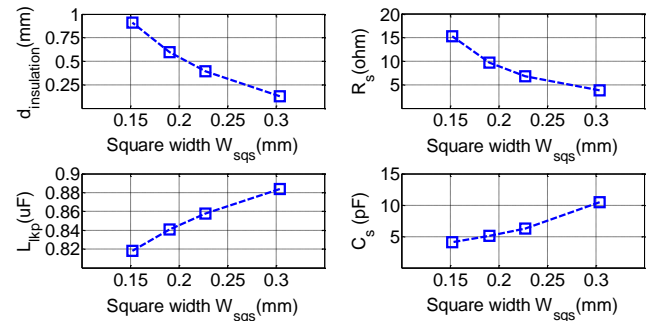 1
0.75
0.5
0.25
d_insulation(mm)
0.15 0.2 0.25 0.3
Square width W_sqs(mm)
20
15
10
5
R_s(ohm)
0.15 0.2 0.25 0.3
Square width W_sqs(mm)
0.9
0.88
0.86
0.84
0.82
L_lkp(uF)
0.15 0.2 0.25 0.3
Square width W_sqs(mm)
15
10
5
C_s (pF)
0.15 0.2 0.25 0.3
Square width W_sqs(mm)